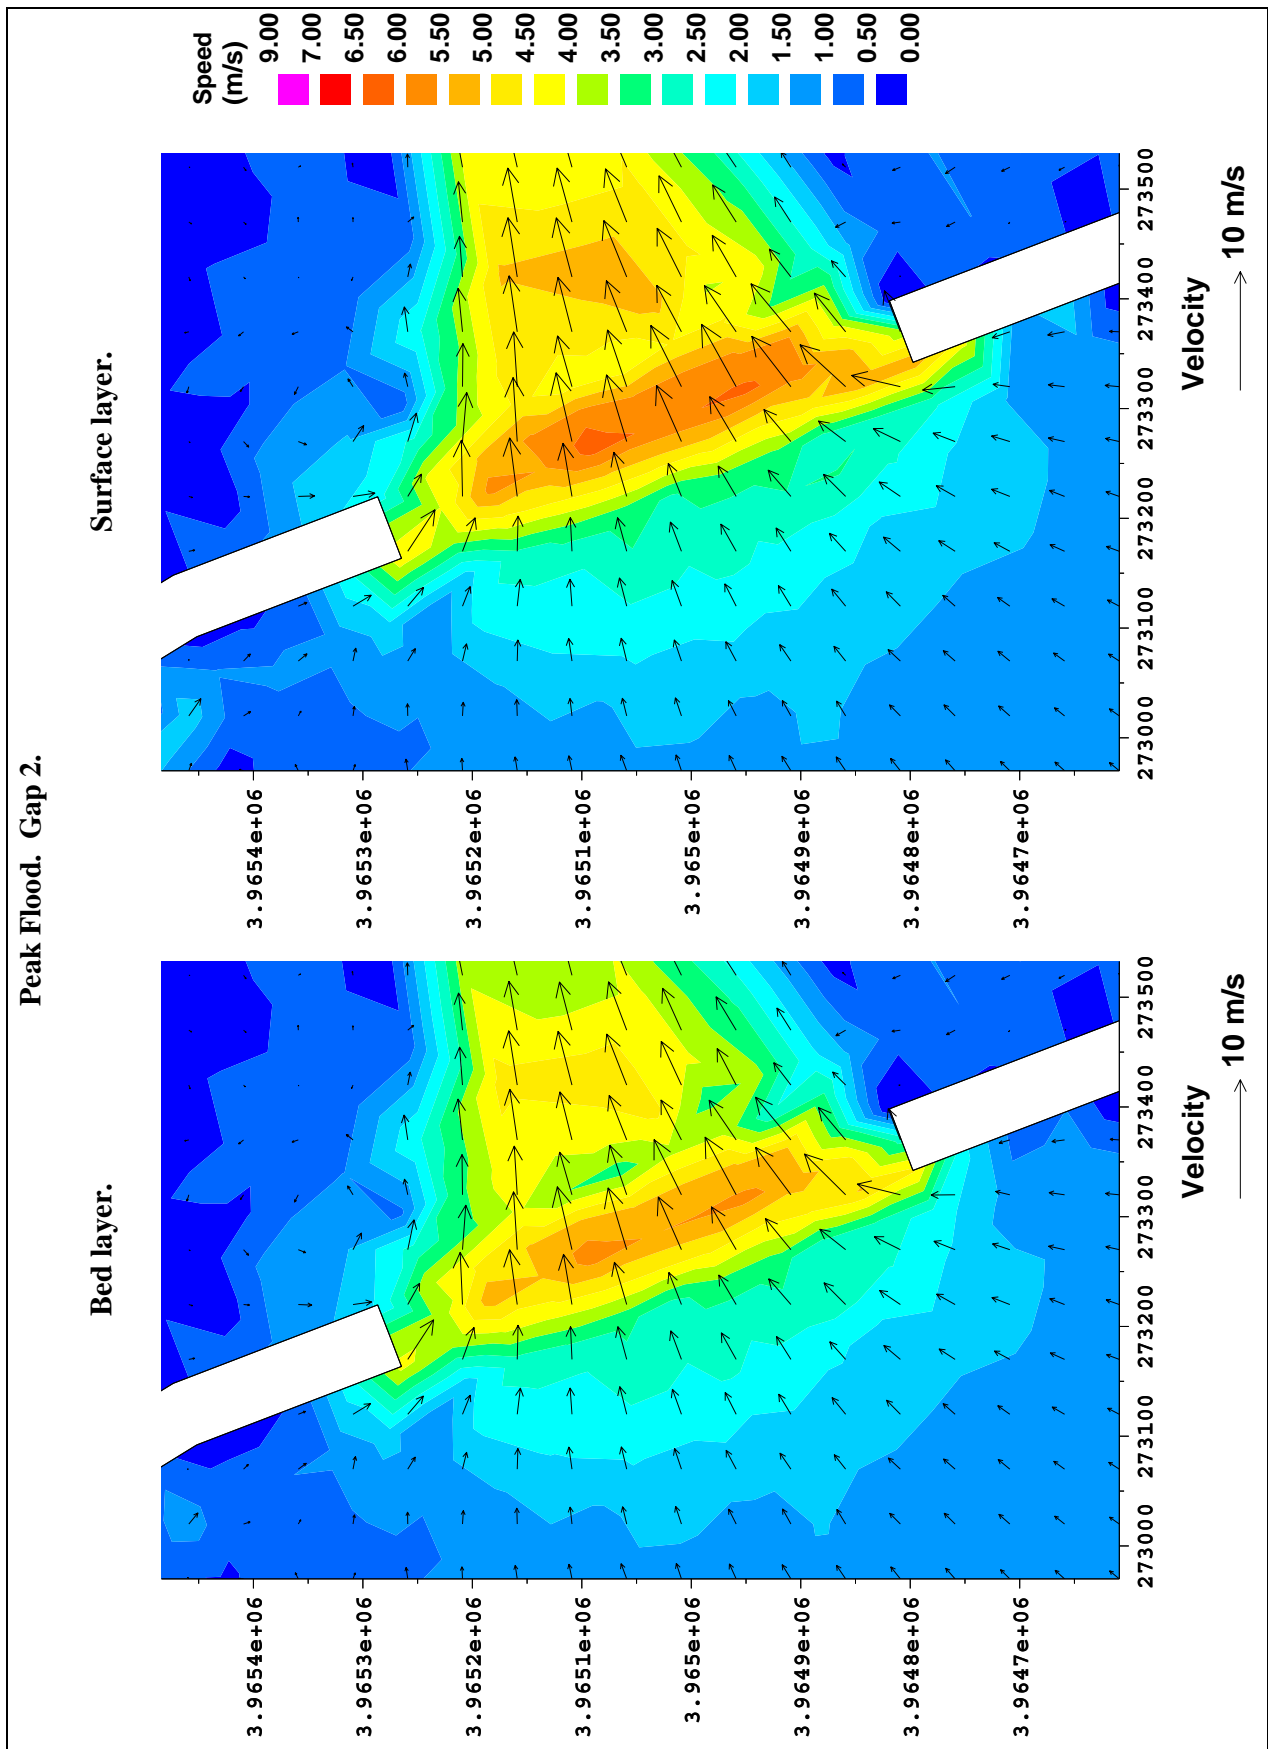 Peak Flood.  Gap 2.
Bed layer.
3.9654e+06
3.9653e+06
3.9652e+06
3.9651e+06
3.965e+06
3.9649e+06
3.9648e+06
3.9647e+06
273000 273100 273200 273300 273400 273500
Velocity
10 m/s
Surface layer.
3.9654e+06
3.9653e+06
3.9652e+06
3.9651e+06
3.965e+06
3.9649e+06
3.9648e+06
3.9647e+06
273000 273100 273200 273300 273400 273500
Velocity
10 m/s
Speed
(m/s)
9.00
7.00
6.50
6.00
5.50
5.00
4.50
4.00
3.50
3.00
2.50
2.00
1.50
1.00
0.50
0.00